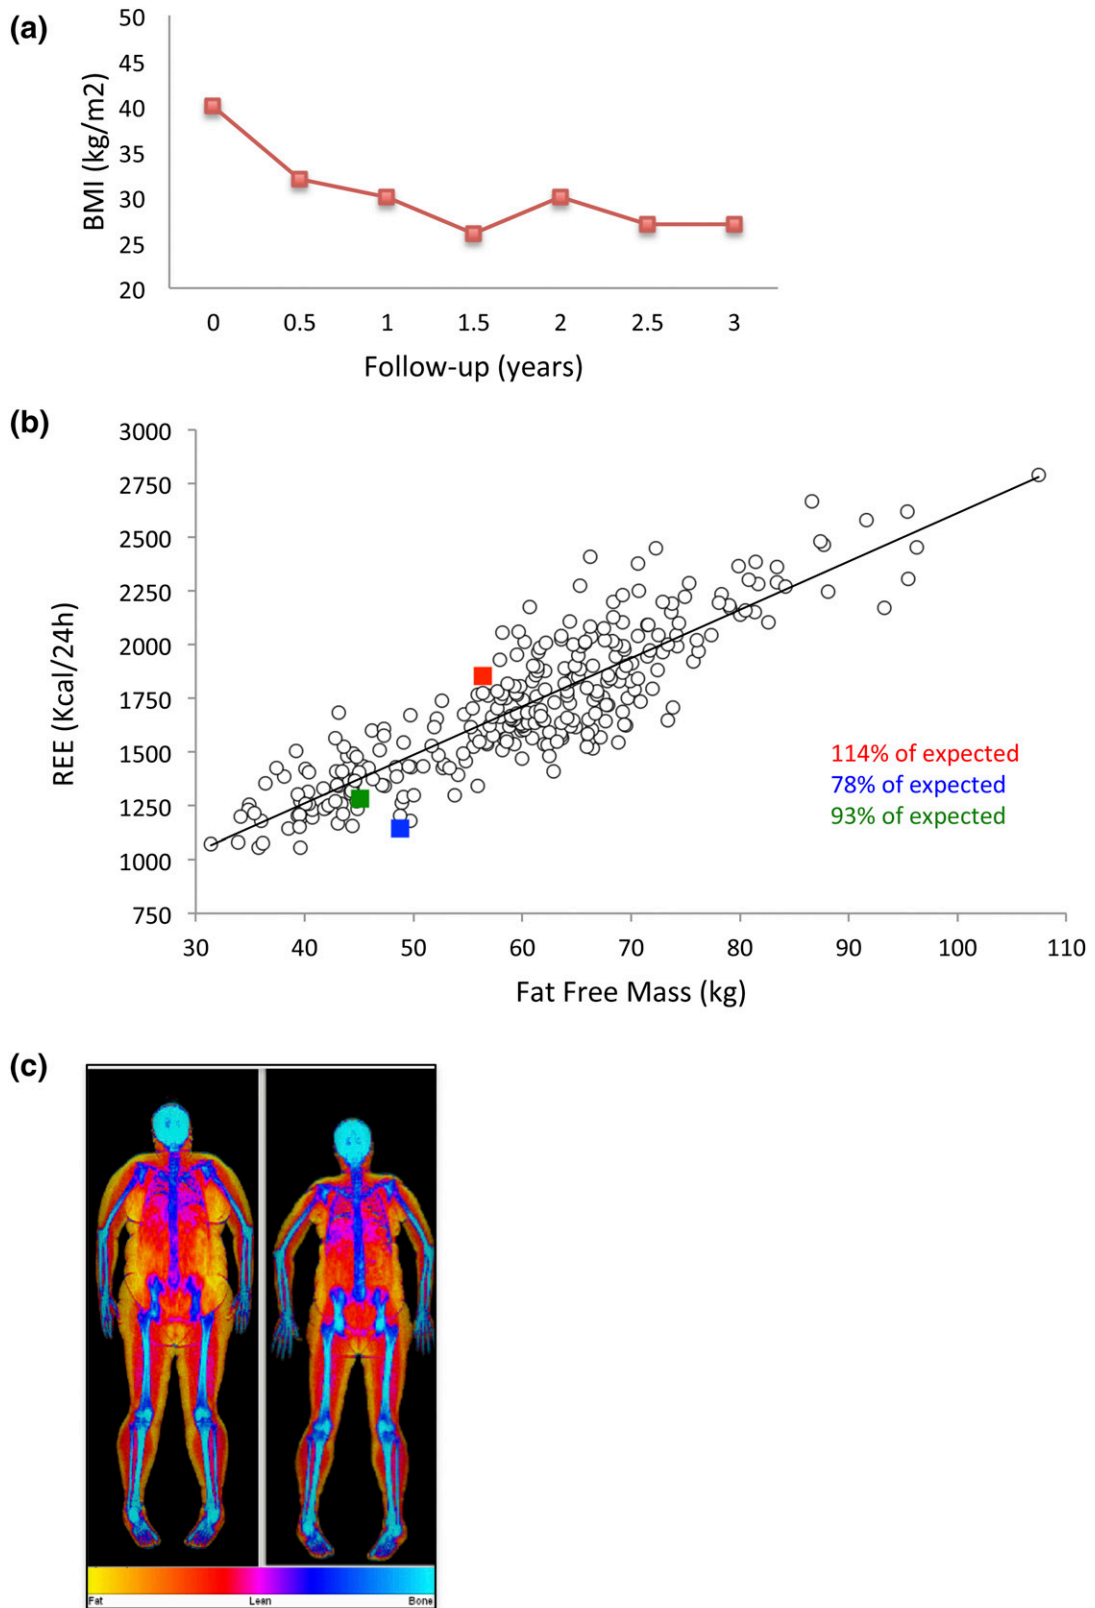 (a)
50
45
40
35
30
25
20
BMI (kg/m2)
0 0.5 1 1.5 2 2.5 3
Follow-up (years)
(b)
3000
2750
2500
2250
2000
1750
1500
1250
1000
750
REE (Kcal/24h)
114% of expected
78% of expected
93% of expected
30 40 50 60 70 80 90 100 110
Fat Free Mass (kg)
(c)
Fat Lean Bone